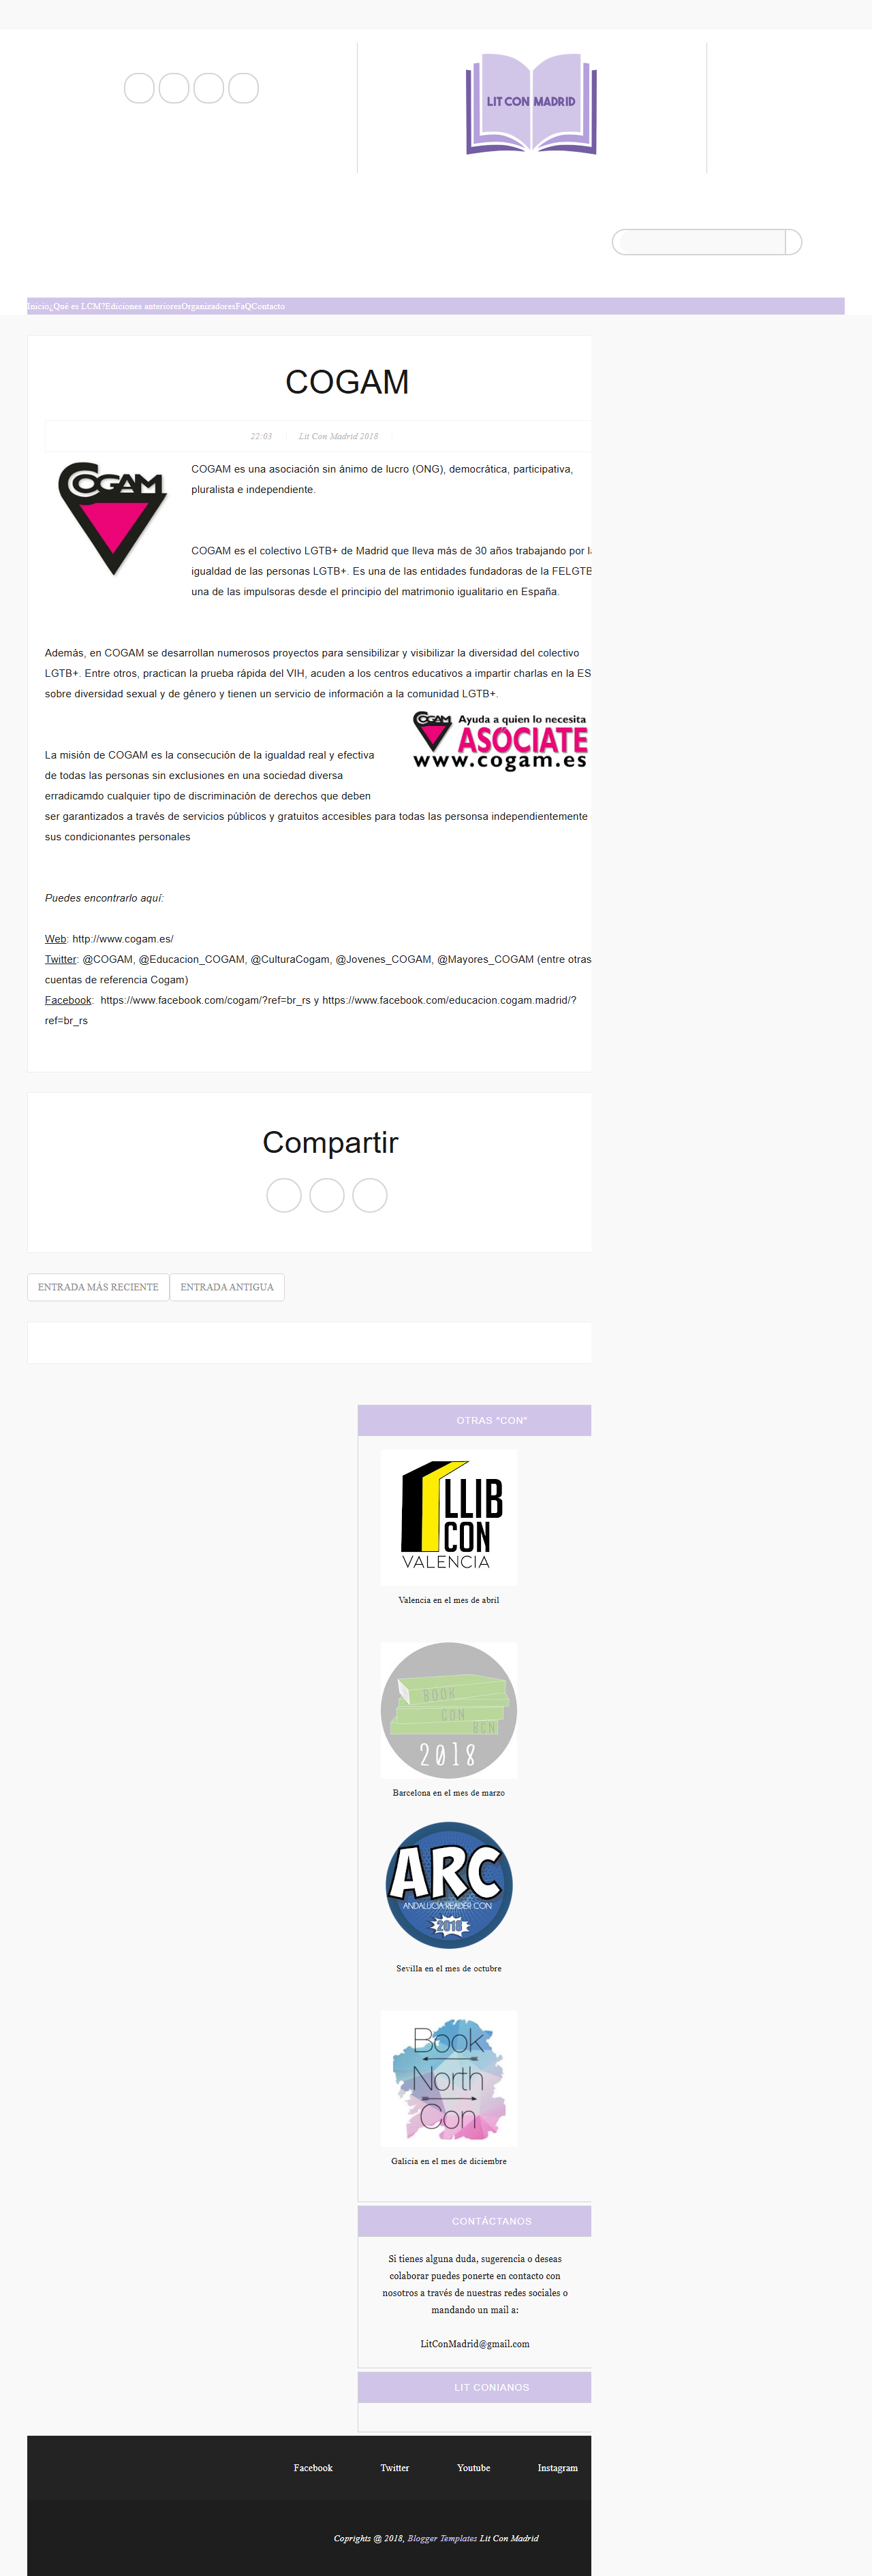 LIT CON MADRID
Inicio¿Qué es LCM?Ediciones anterioresOrganizadoresFaQContacto
COGAM
22:03 Lit Con Madrid 2018
COGAM
COGAM es una asociación sin ánimo de lucro (ONG), democrática, participativa,
pluralista e independiente.
COGAM es el colectivo LGTB+ de Madrid que lleva más de 30 años trabajando por la
igualdad de las personas LGTB+. Es una de las entidades fundadoras de la FELGTB
una de las impulsoras desde el principio del matrimonio igualitario en España.
Además, en COGAM se desarrollan numerosos proyectos para sensibilizar y visibilizar la diversidad del colectivo
LGTB+. Entre otros, practican la prueba rápida del VIH, acuden a los centros educativos a impartir charlas en la ES
sobre diversidad sexual y de género y tienen un servicio de información a la comunidad LGTB+.
COGAM Ayuda a quien lo necesita
ASÓCIATE
www.cogam.es
La misión de COGAM es la consecución de la igualdad real y efectiva
de todas las personas sin exclusiones en una sociedad diversa
erradicamdo cualquier tipo de discriminación de derechos que deben
ser garantizados a través de servicios públicos y gratuitos accesibles para todas las personsa independientemente
sus condicionantes personales
Puedes encontrarlo aquí:
Web: http://www.cogam.es/
Twitter: @COGAM, @Educacion_COGAM, @CulturaCogam, @Jovenes_COGAM, @Mayores_COGAM (entre otras
cuentas de referencia Cogam)
Facebook:  https://www.facebook.com/cogam/?ref=br_rs y https://www.facebook.com/educacion.cogam.madrid/?
ref=br_rs
Compartir
ENTRADA MÁS RECIENTE ENTRADA ANTIGUA
OTRAS "CON"
LLIB
CON
VALENCIA
Valencia en el mes de abril
BOOK
CON
BCN
2018
Barcelona en el mes de marzo
ARC
ANDALUCIA READER CON
2018
Sevilla en el mes de octubre
Book
North
Con
Galicia en el mes de diciembre
CONTÁCTANOS
Si tienes alguna duda, sugerencia o deseas
colaborar puedes ponerte en contacto con
nosotros a través de nuestras redes sociales o
mandando un mail a:
LitConMadrid@gmail.com
LIT CONIANOS
Facebook Twitter Youtube Instagram
Coprights @ 2018, Blogger Templates Lit Con Madrid